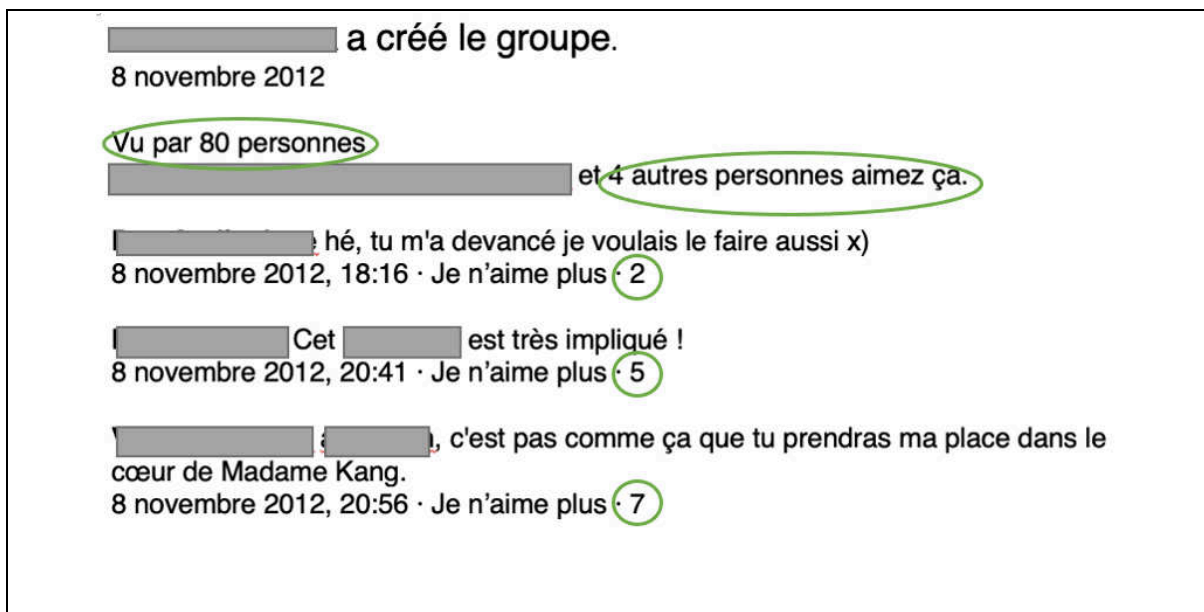 a créé le groupe.
8 novembre 2012
Vu par 80 personnes
et 4 autres personnes aimez ça.
hé, tu m'a devancé je voulais le faire aussi x)
8 novembre 2012, 18:16 · Je n'aime plus · 2
Cet est très impliqué !
8 novembre 2012, 20:41 · Je n'aime plus · 5
, c'est pas comme ça que tu prendras ma place dans le
cœur de Madame Kang.
8 novembre 2012, 20:56 · Je n'aime plus · 7